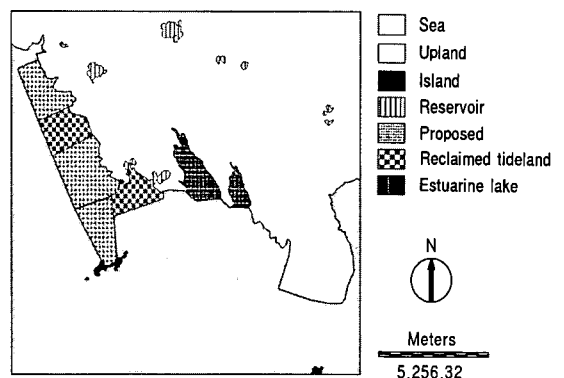 Sea
Upland
Island
Reservoir
Proposed
Reclaimed tideland
Estuarine lake
N
Meters
5,256.32